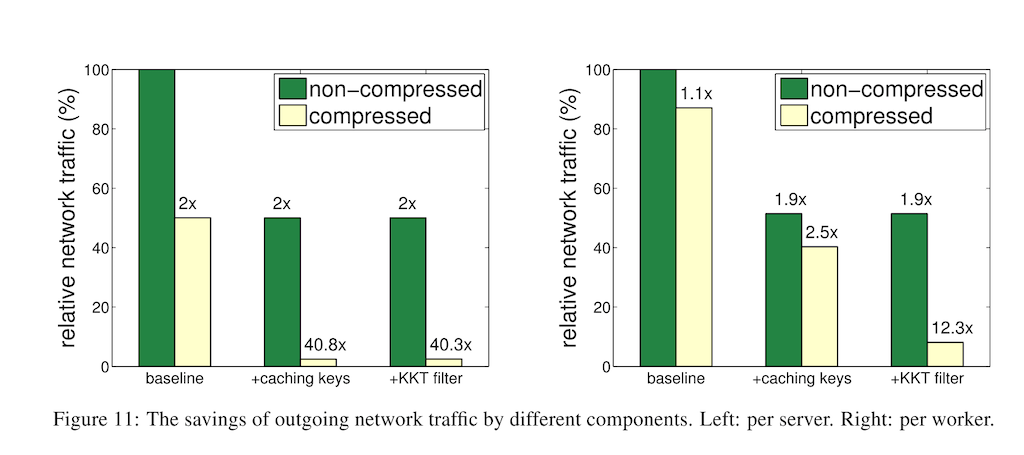 relative network traffic (%)
100
80
60
40
20
0
non-compressed
compressed
2x
2x
40.8x
2x
40.3x
baseline
+caching keys
+KKT filter
relative network traffic (%)
100
80
60
40
20
0
non-compressed
compressed
1.1x
1.9x
2.5x
1.9x
12.3x
baseline
+caching keys
+KKT filter
Figure 11: The savings of outgoing network traffic by different components. Left: per server. Right: per worker.